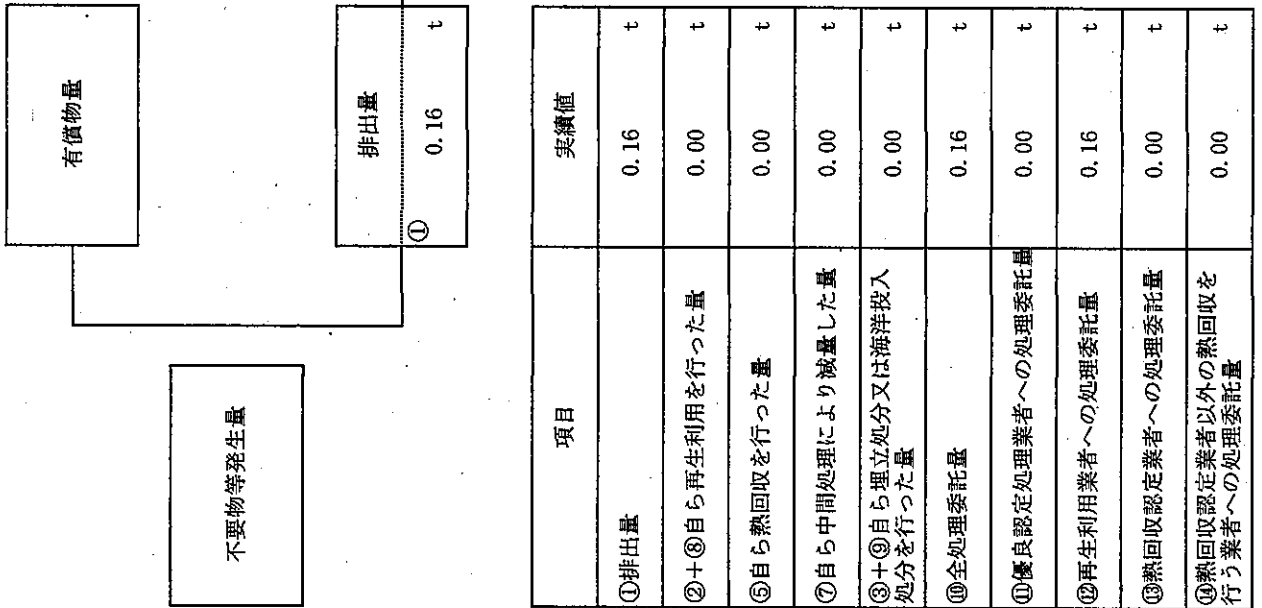 不要物等発生量
有償物量
排出量
① 0.16 t
項目 実績値
①排出量 0.16 t
②+⑧自ら再生利用を行った量 0.00 t
⑤自ら熱回収を行った量 0.00 t
⑦自ら中間処理により減量した量 0.00 t
③+⑨自ら埋立処分又は海洋投入
処分を行った量 0.00 t
⑩全処理委託量 0.16 t
⑪優良認定処理業者への処理委託量 0.00 t
⑫再生利用業者への処理委託量 0.16 t
⑬熱回収認定業者への処理委託量 0.00 t
⑭熱回収認定業者以外の熱回収を
行う業者への処理委託量 0.00 t